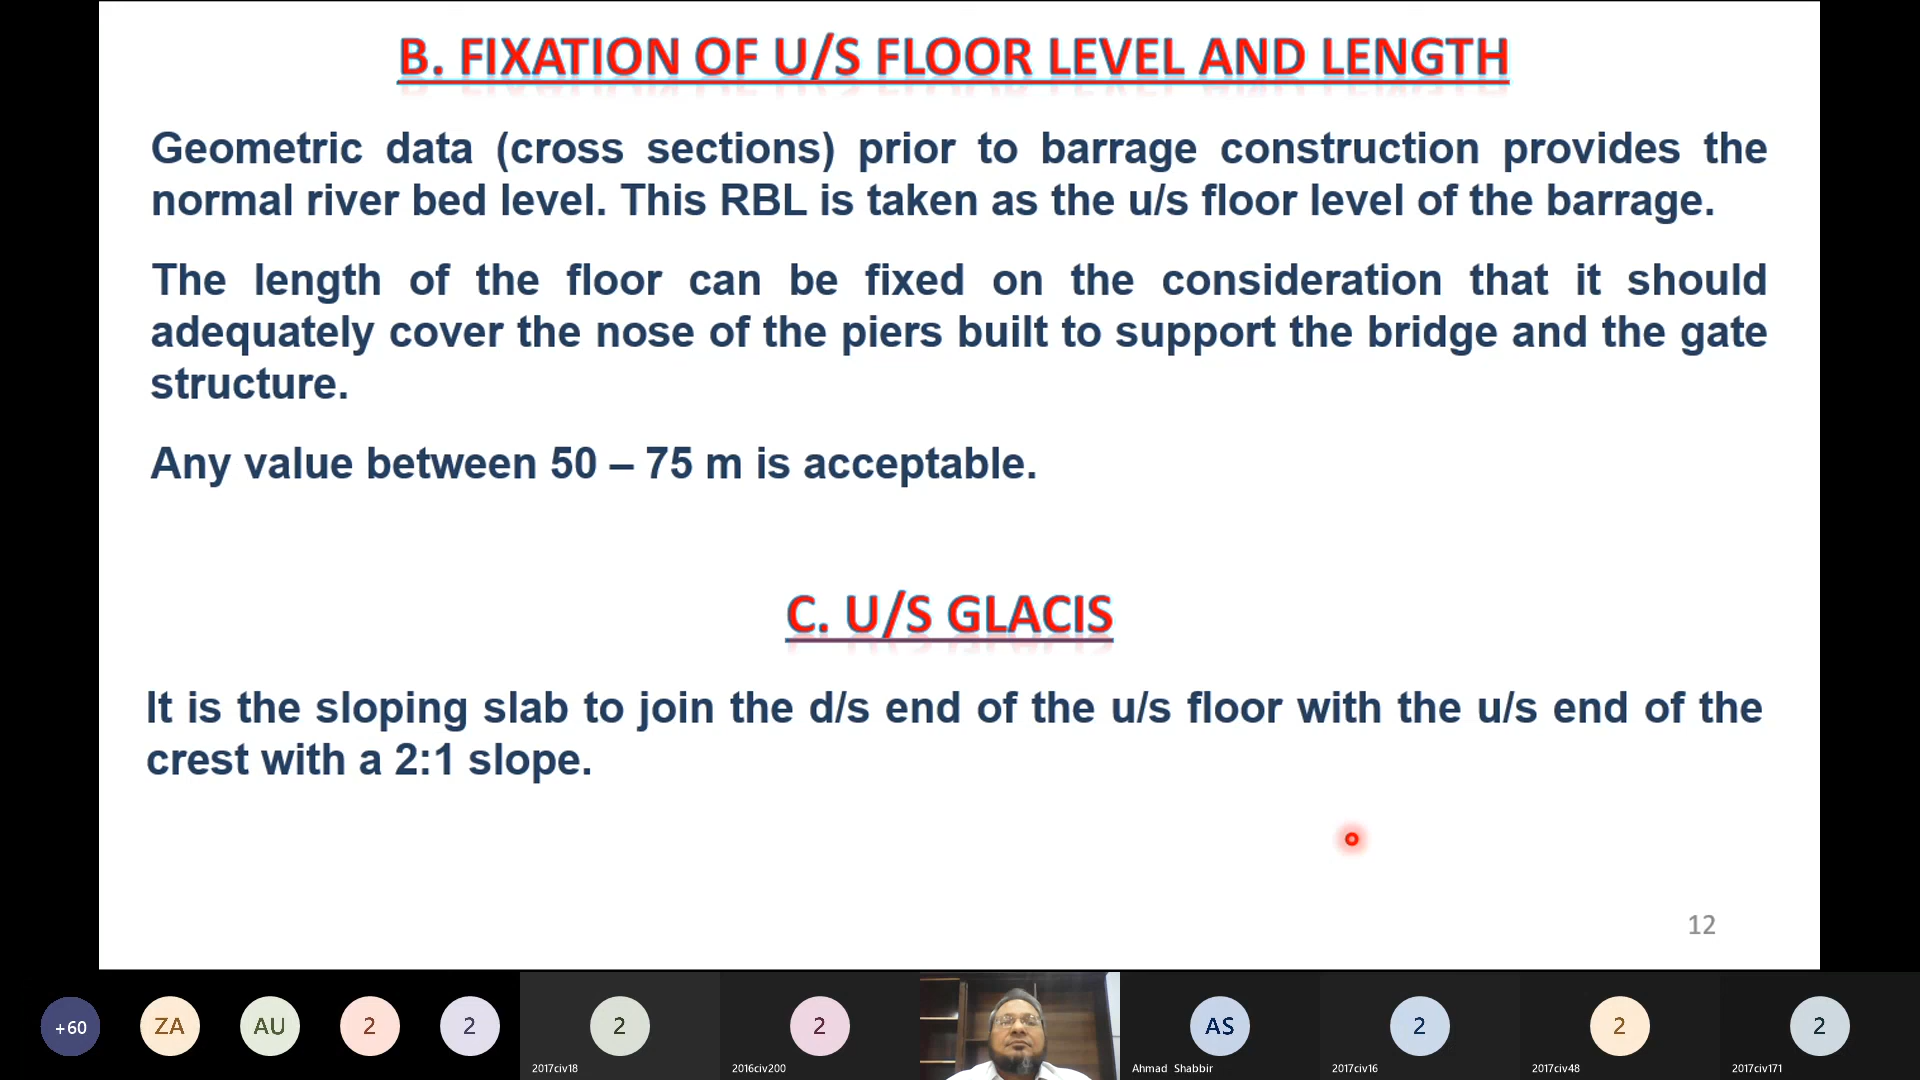 B. FIXATION OF U/S FLOOR LEVEL AND LENGTH
Geometric data (cross sections) prior to barrage construction provides the
normal river bed level. This RBL is taken as the u/s floor level of the barrage.
The length of the floor can be fixed on the consideration that it should
adequately cover the nose of the piers built to support the bridge and the gate
structure.
Any value between 50 – 75 m is acceptable.
C. U/S GLACIS
It is the sloping slab to join the d/s end of the u/s floor with the u/s end of the
crest with a 2:1 slope.
12
+60 ZA AU 2 2 2 2 AS 2 2 2
2017civ18 2016civ200 Ahmad Shabbir 2017civ16 2017civ48 2017civ171